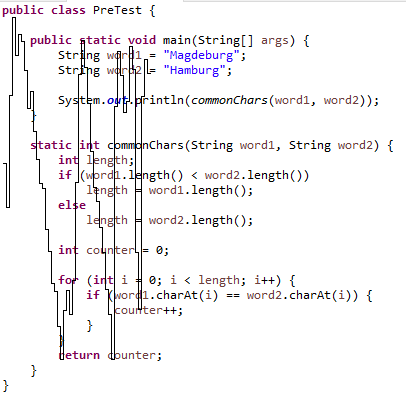 public class PreTest {
public static void main(String[] args) {
String word1 = "Magdeburg";
String word2 = "Hamburg";
System.out.println(commonChars(word1, word2));
}
static int commonChars(String word1, String word2) {
int length;
if (word1.length() < word2.length())
length = word1.length();
else
length = word2.length();
int counter = 0;
for (int i = 0; i < length; i++) {
if (word1.charAt(i) == word2.charAt(i)) {
counter++;
}
}
return counter;
}
}